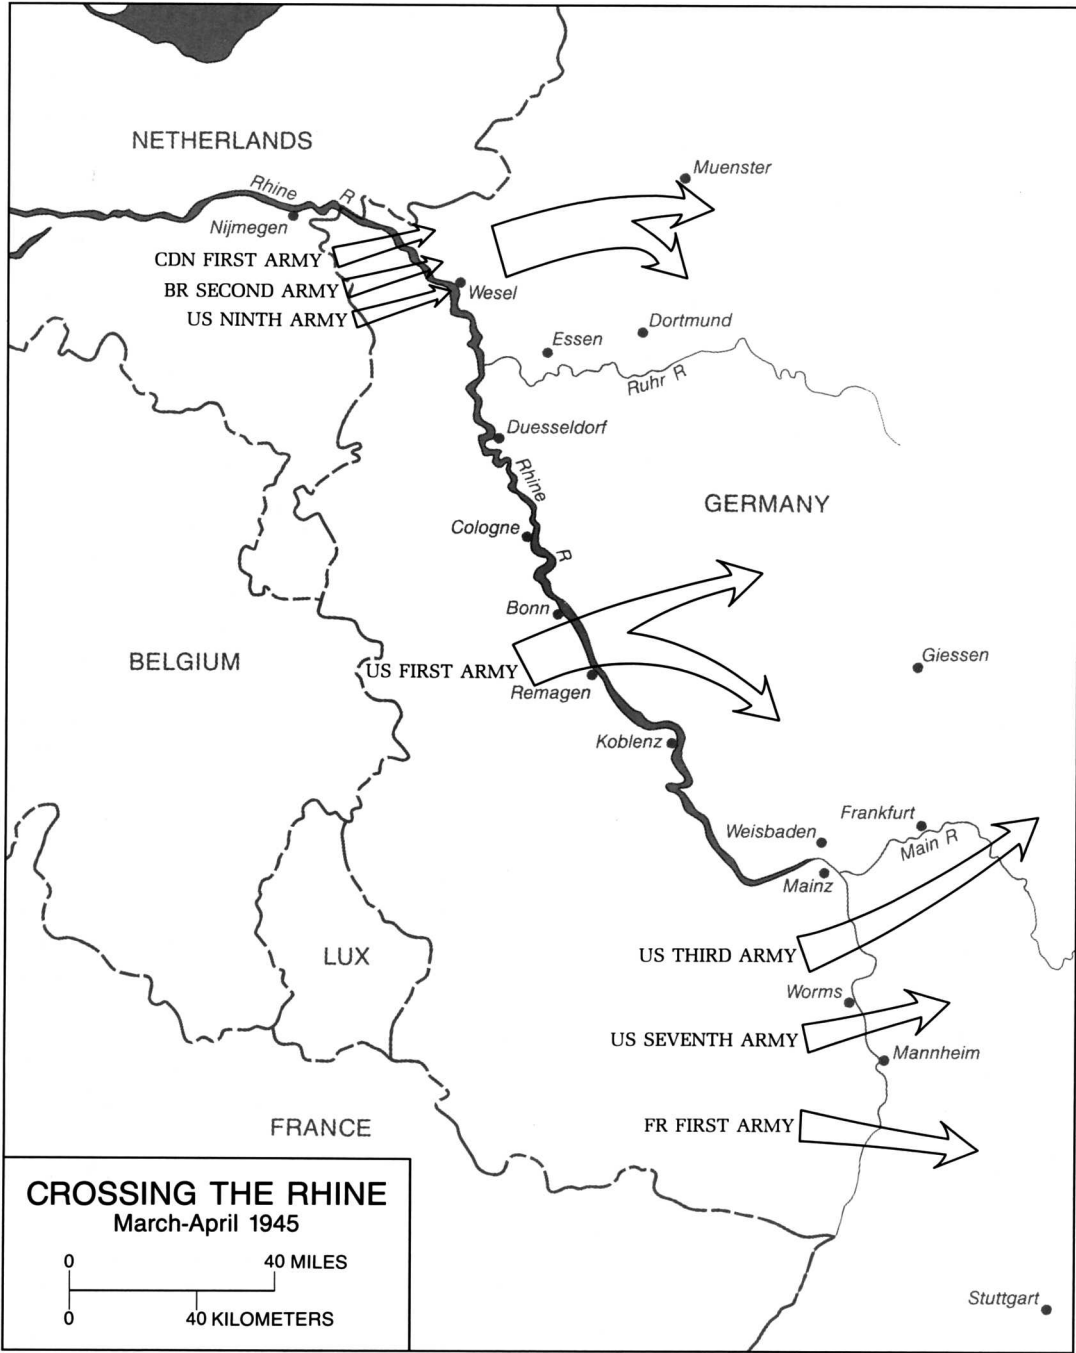 NETHERLANDS
Muenster
Rhine R
Nijmegen
CDN FIRST ARMY
BR SECOND ARMY
Wesel
US NINTH ARMY
Dortmund
Essen
Ruhr R
Duesseldorf
Rhine R
GERMANY
Cologne
Bonn
BELGIUM
US FIRST ARMY
Giessen
Remagen
Koblenz
Frankfurt
Weisbaden
Main R
Mainz
LUX
US THIRD ARMY
Worms
US SEVENTH ARMY
Mannheim
FRANCE
FR FIRST ARMY
CROSSING THE RHINE
March-April 1945
0 40 MILES
0 40 KILOMETERS
Stuttgart